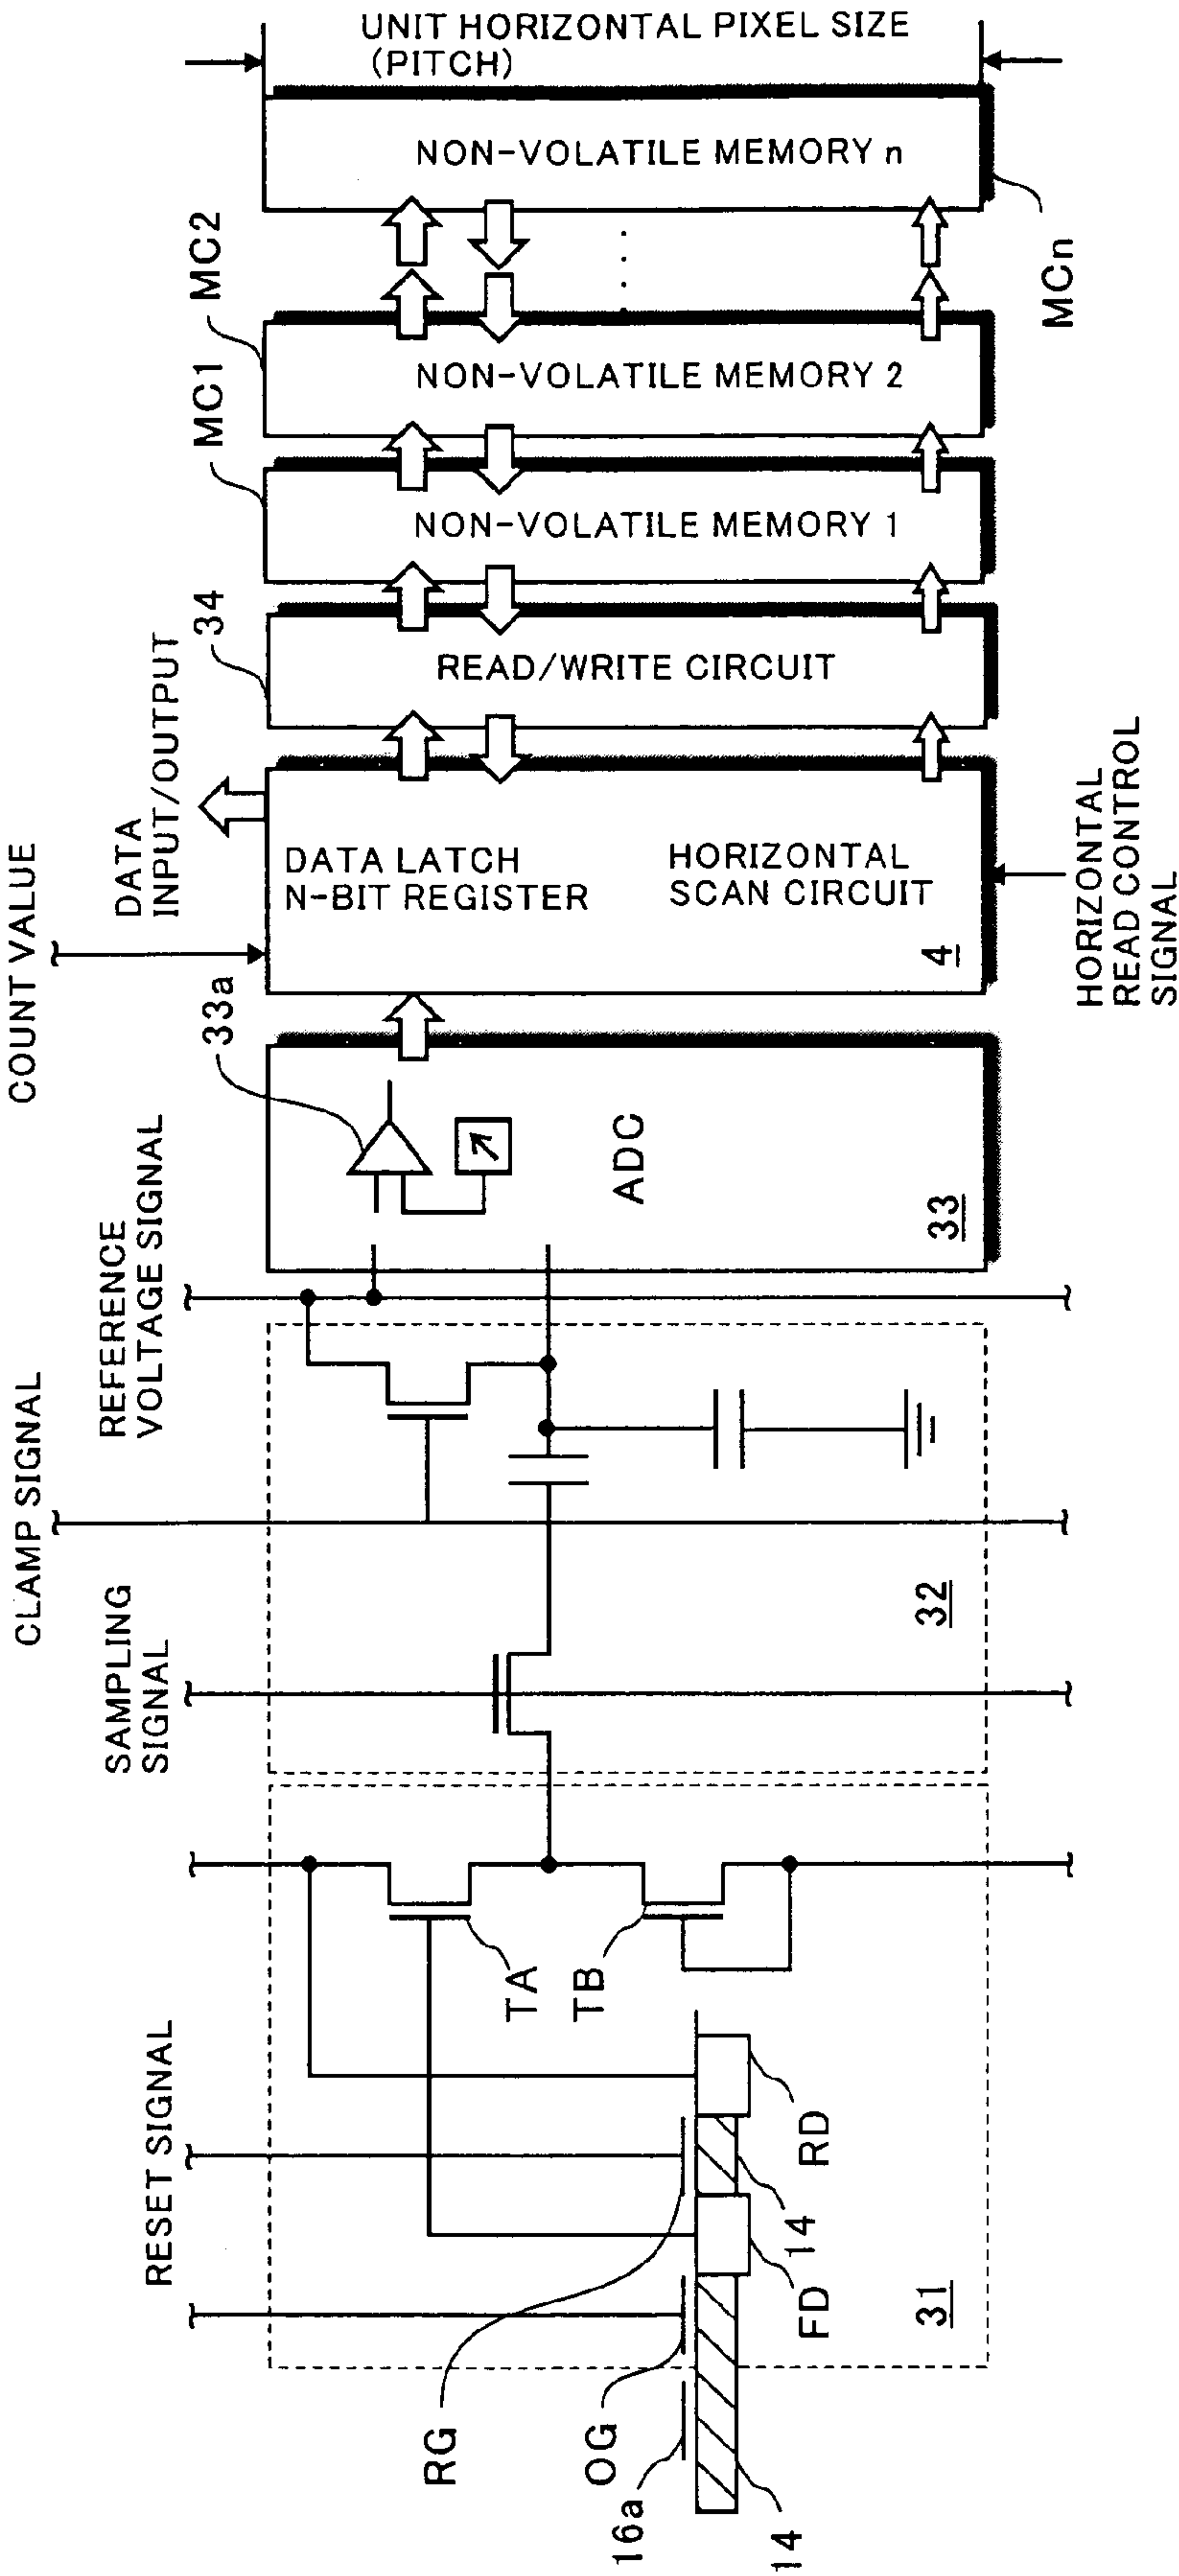 RESET SIGNAL
SAMPLING
SIGNAL
CLAMP SIGNAL
REFERENCE
VOLTAGE SIGNAL
COUNT VALUE
DATA
INPUT/OUTPUT
33a
34
MC1
MC2
UNIT HORIZONTAL PIXEL SIZE
(PITCH)
TA
TB
ADC
DATA LATCH
N-BIT REGISTER
HORIZONTAL
SCAN CIRCUIT
READ/WRITE CIRCUIT
NON-VOLATILE MEMORY 1
NON-VOLATILE MEMORY 2
NON-VOLATILE MEMORY n
RG
OG
16a
14
FD
14
RD
31
32
33
4
HORIZONTAL
READ CONTROL
SIGNAL
MCn